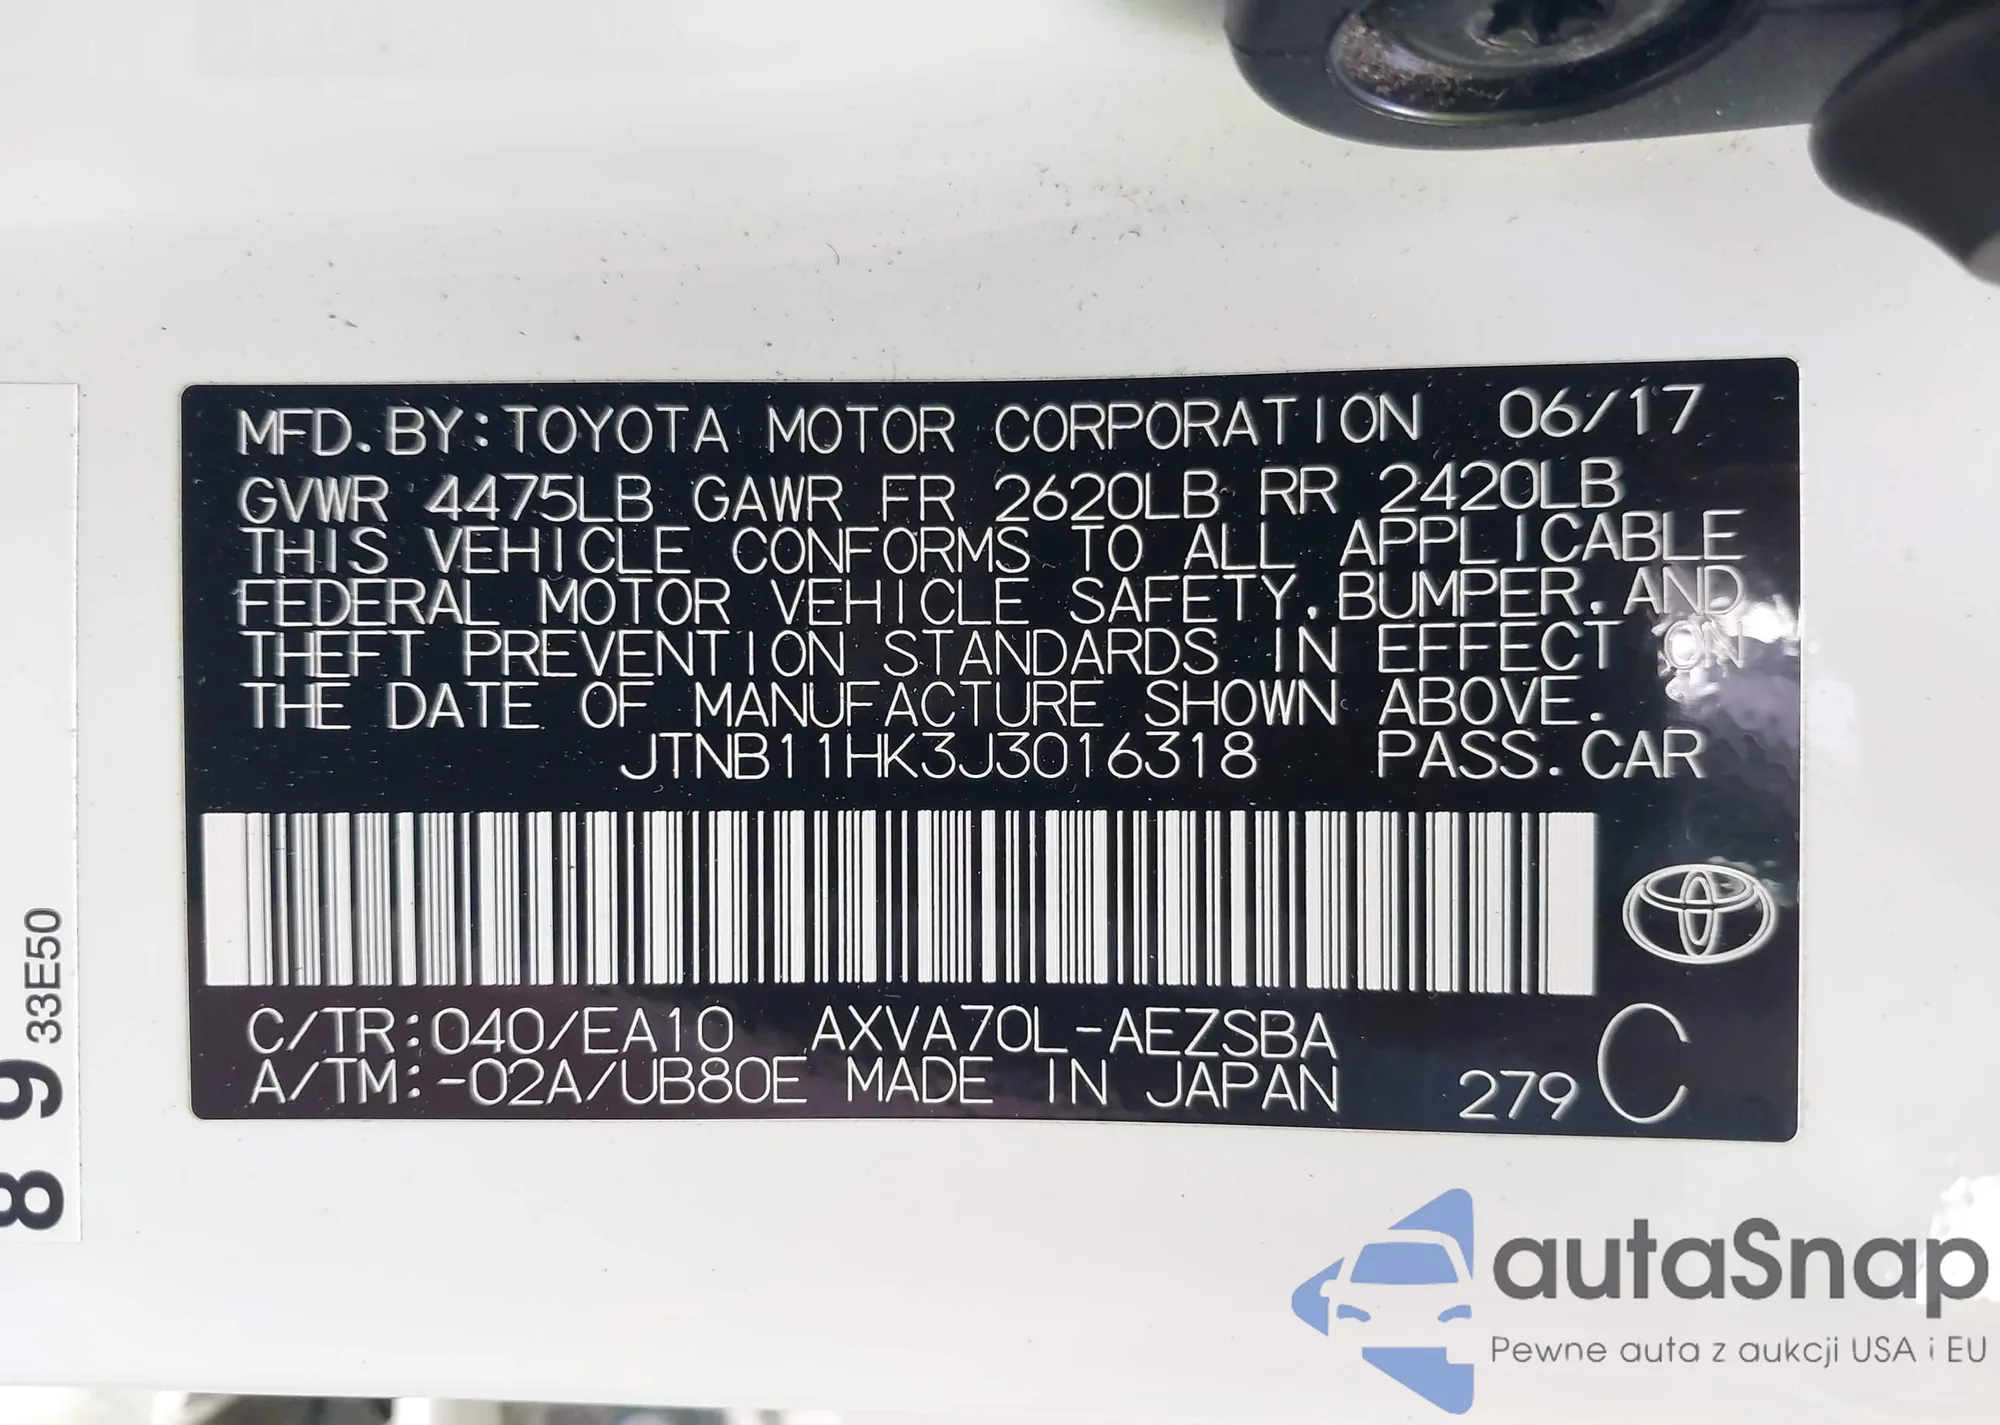 MFD. BY: TOYOTA MOTOR CORPORATION 06/17
GVWR 4475LB GAWR FR 2620LB RR 2420LB
THIS VEHICLE CONFORMS TO ALL APPLICABLE
FEDERAL MOTOR VEHICLE SAFETY, BUMPER, AND
THEFT PREVENTION STANDARDS IN EFFECT ON
THE DATE OF MANUFACTURE SHOWN ABOVE.
JTNB11HK3J3016318 PASS. CAR
C/TR: 040/EA10 AXVA70L-AEZSBA
A/TM: -02A/UB80E MADE IN JAPAN 279 C
8 9 33E50
autaSnap
Pewne auta z aukcji USA i EU